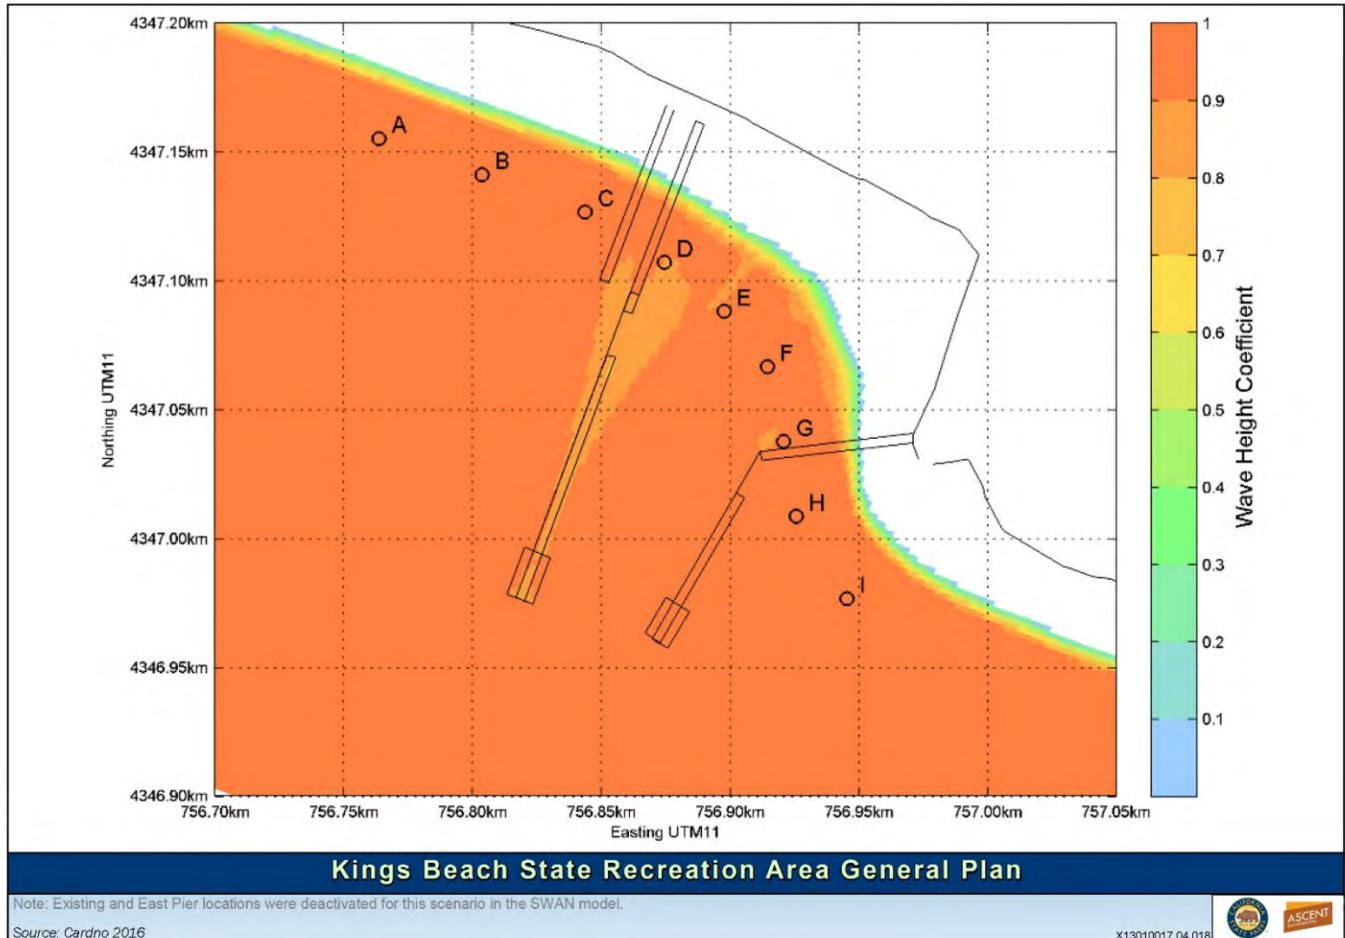 4347.20km
4347.15km
4347.10km
4347.05km
4347.00km
4346.95km
4346.90km
Northing UTM11
756.70km 756.75km 756.80km 756.85km 756.90km 756.95km 757.00km 757.05km
Easting UTM11
A
B
C
D
E
F
G
H
I
1
0.9
0.8
0.7
0.6
0.5
0.4
0.3
0.2
0.1
Wave Height Coefficient
Kings Beach State Recreation Area General Plan
Note: Existing and East Pier locations were deactivated for this scenario in the SWAN model.
Source: Cardno 2016
X13010017 04 018
CALIFORNIA
STATE PARKS
ASCENT